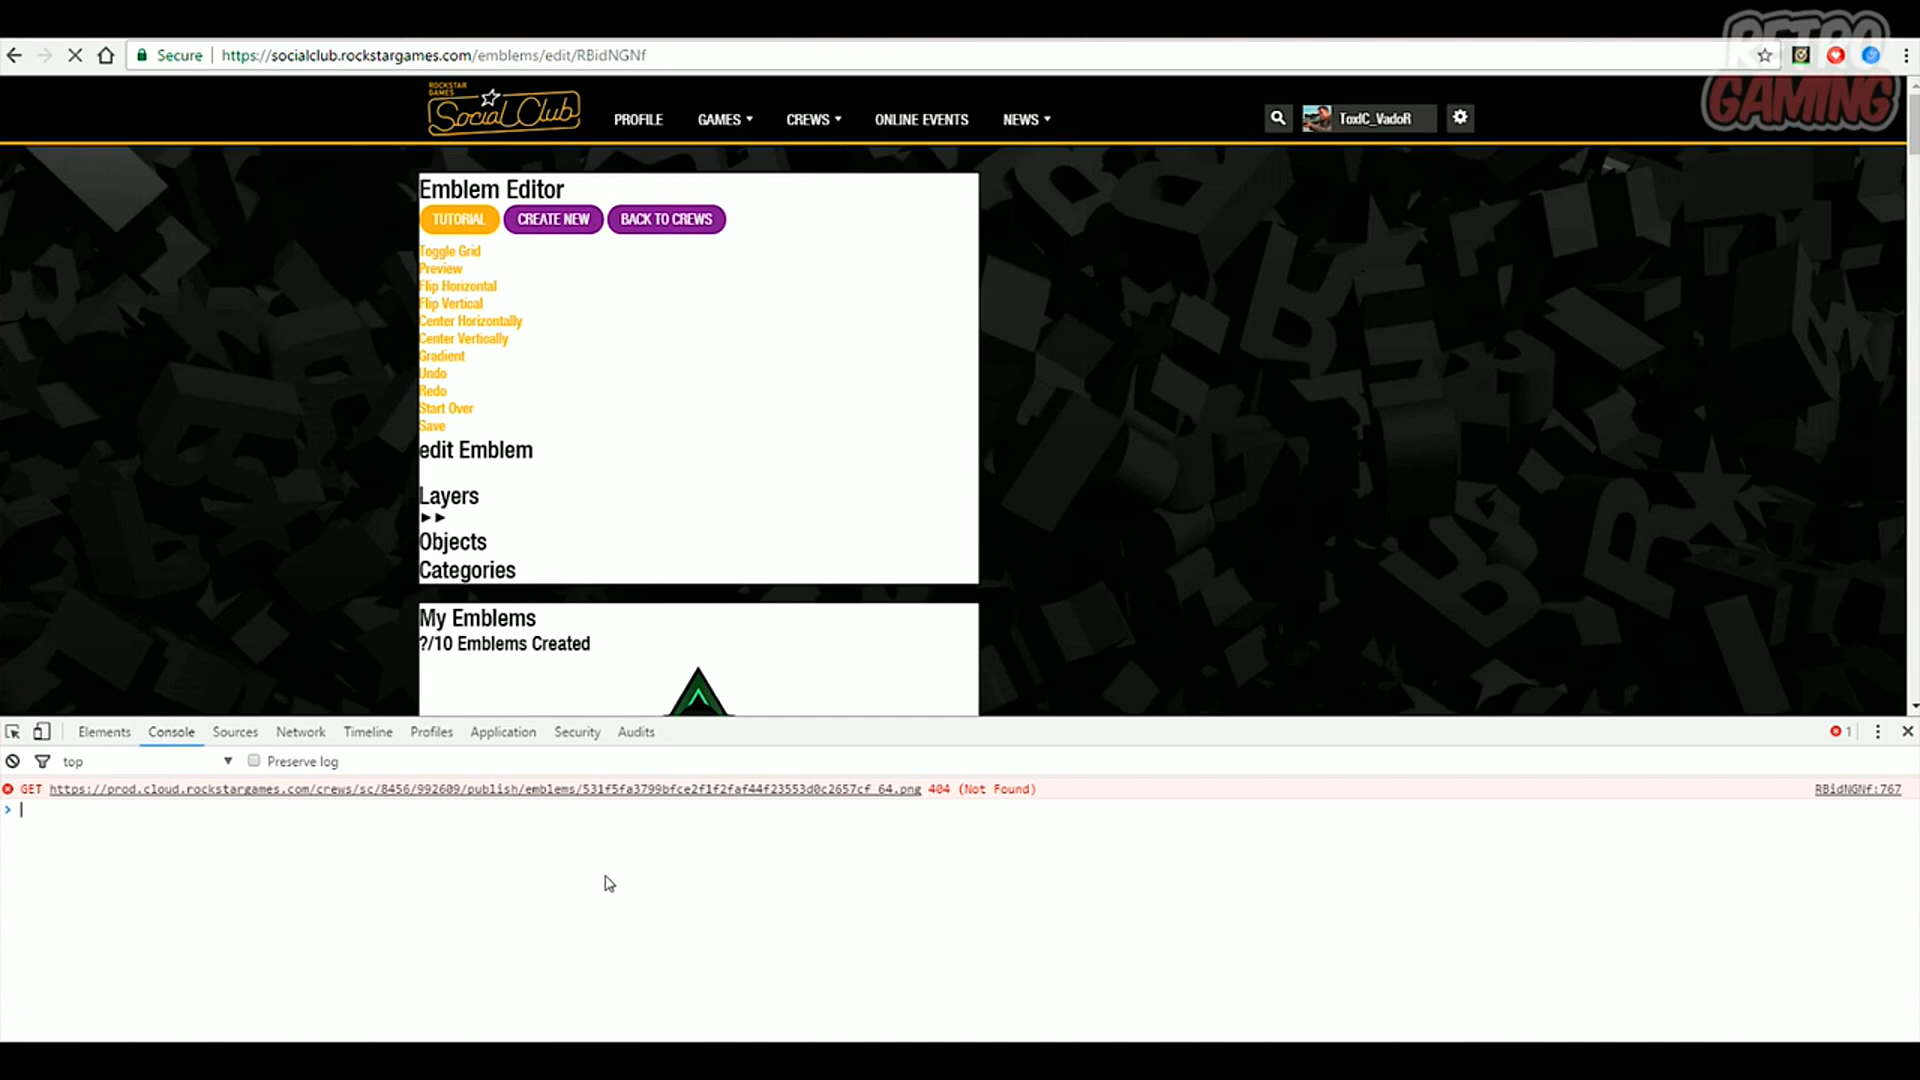 RETRO
GAMING
Secure
https://socialclub.rockstargames.com/emblems/edit/RBidNGNf
ROCKSTAR
GAMES
Social Club
PROFILE
GAMES
CREWS
ONLINE EVENTS
NEWS
ToxIC_VadoR
Emblem Editor
TUTORIAL
CREATE NEW
BACK TO CREWS
Toggle Grid
Preview
Flip Horizontal
Flip Vertical
Center Horizontally
Center Vertically
Gradient
Undo
Redo
Start Over
Save
edit Emblem
Layers
Objects
Categories
My Emblems
?/10 Emblems Created
Elements Console Sources Network Timeline Profiles Application Security Audits
1
top
Preserve log
GET https://prod.cloud.rockstargames.com/crews/sc/8456/992609/publish/emblems/531f5fa3799bfce2f1f2faf44f23553d0c2657cf_64.png 404 (Not Found)
RBidNGNf:767